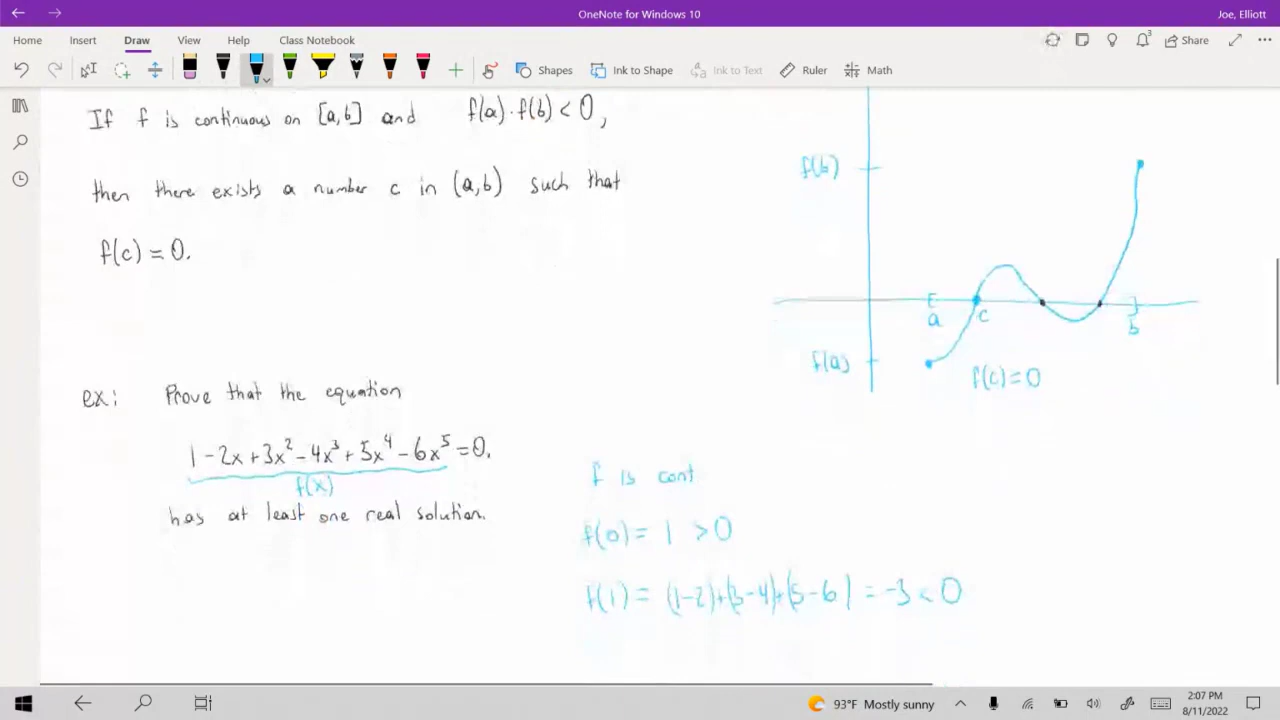 OneNote for Windows 10
Joe, Elliott
Home Insert Draw View Help Class Notebook
Share
Shapes Ink to Shape Ink to Text Ruler Math
If f is continuous on [a,b] and f(a)·f(b) < 0,
then there exists a number c in (a,b) such that
f(c) = 0.
f(b)
a
c
b
f(a)
f(c)=0
ex: Prove that the equation
1 - 2x + 3x² - 4x³ + 5x⁴ - 6x⁵ = 0.
f(x)
has at least one real solution.
f is cont
f(0) = 1 > 0
f(1) = (1-2)+(3-4)+(5-6) = -3 < 0
93°F Mostly sunny
2:07 PM
8/11/2022